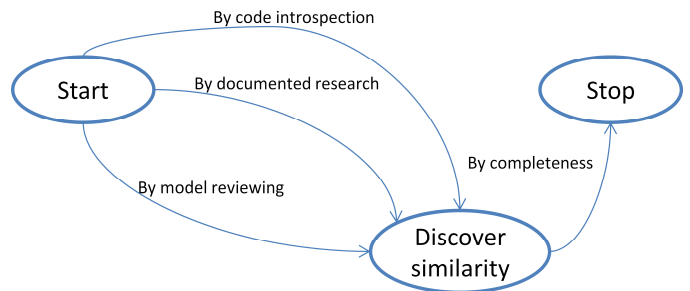 By code introspection
Start
By documented research
Stop
By completeness
By model reviewing
Discover
similarity